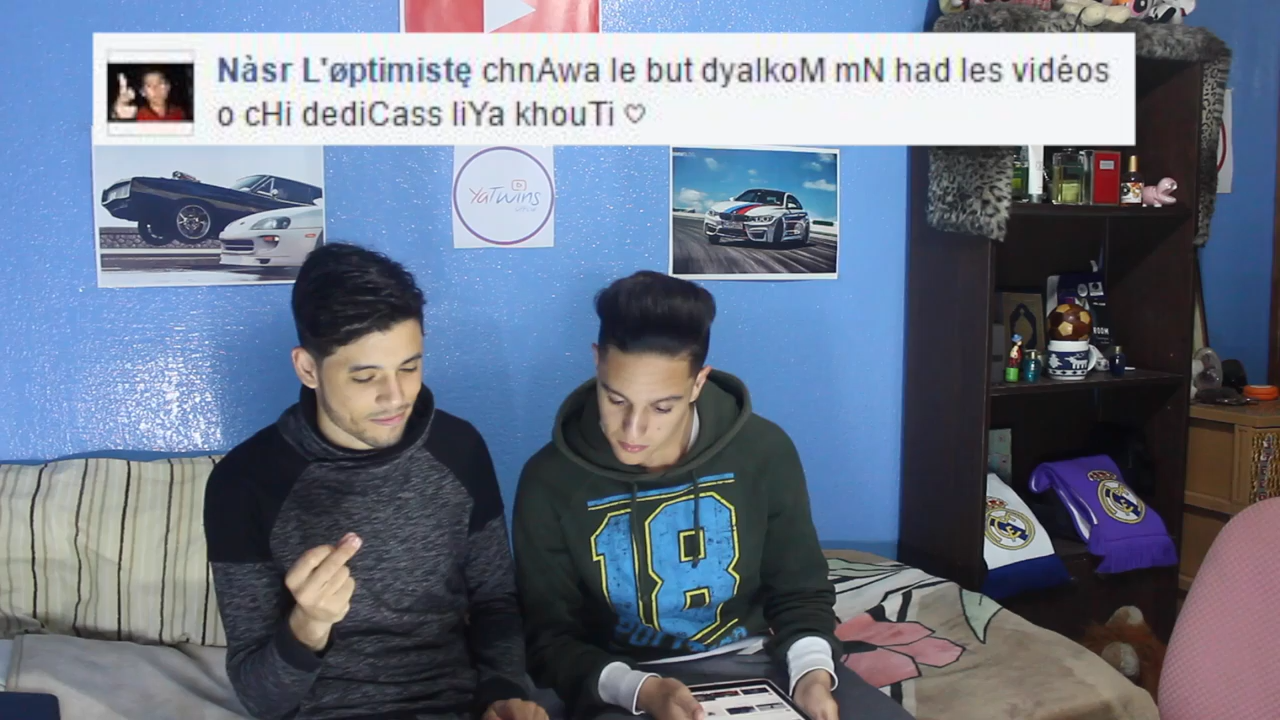 Nàsr L'øptimistę chnAwa le but dyalkoM mN had les vidéos
o cHi dediCass liYa khouTi ♡
YaTwins
18